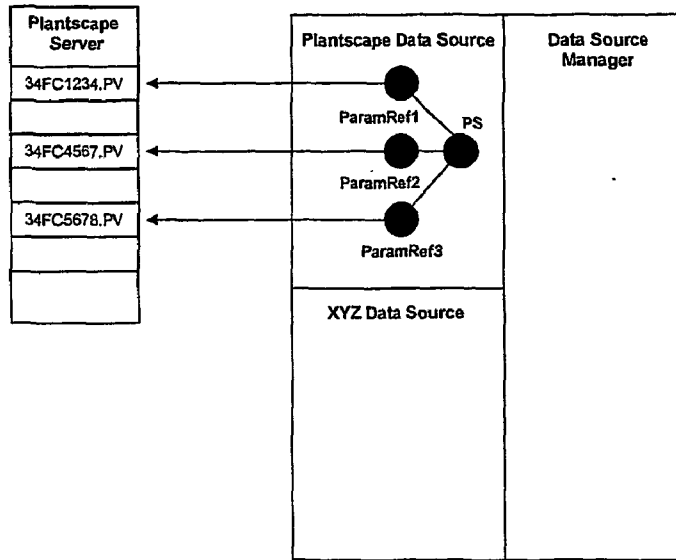 Plantscape
Server
34FC1234.PV
34FC4567.PV
34FC5678.PV
Plantscape Data Source
ParamRef1
PS
ParamRef2
ParamRef3
XYZ Data Source
Data Source
Manager